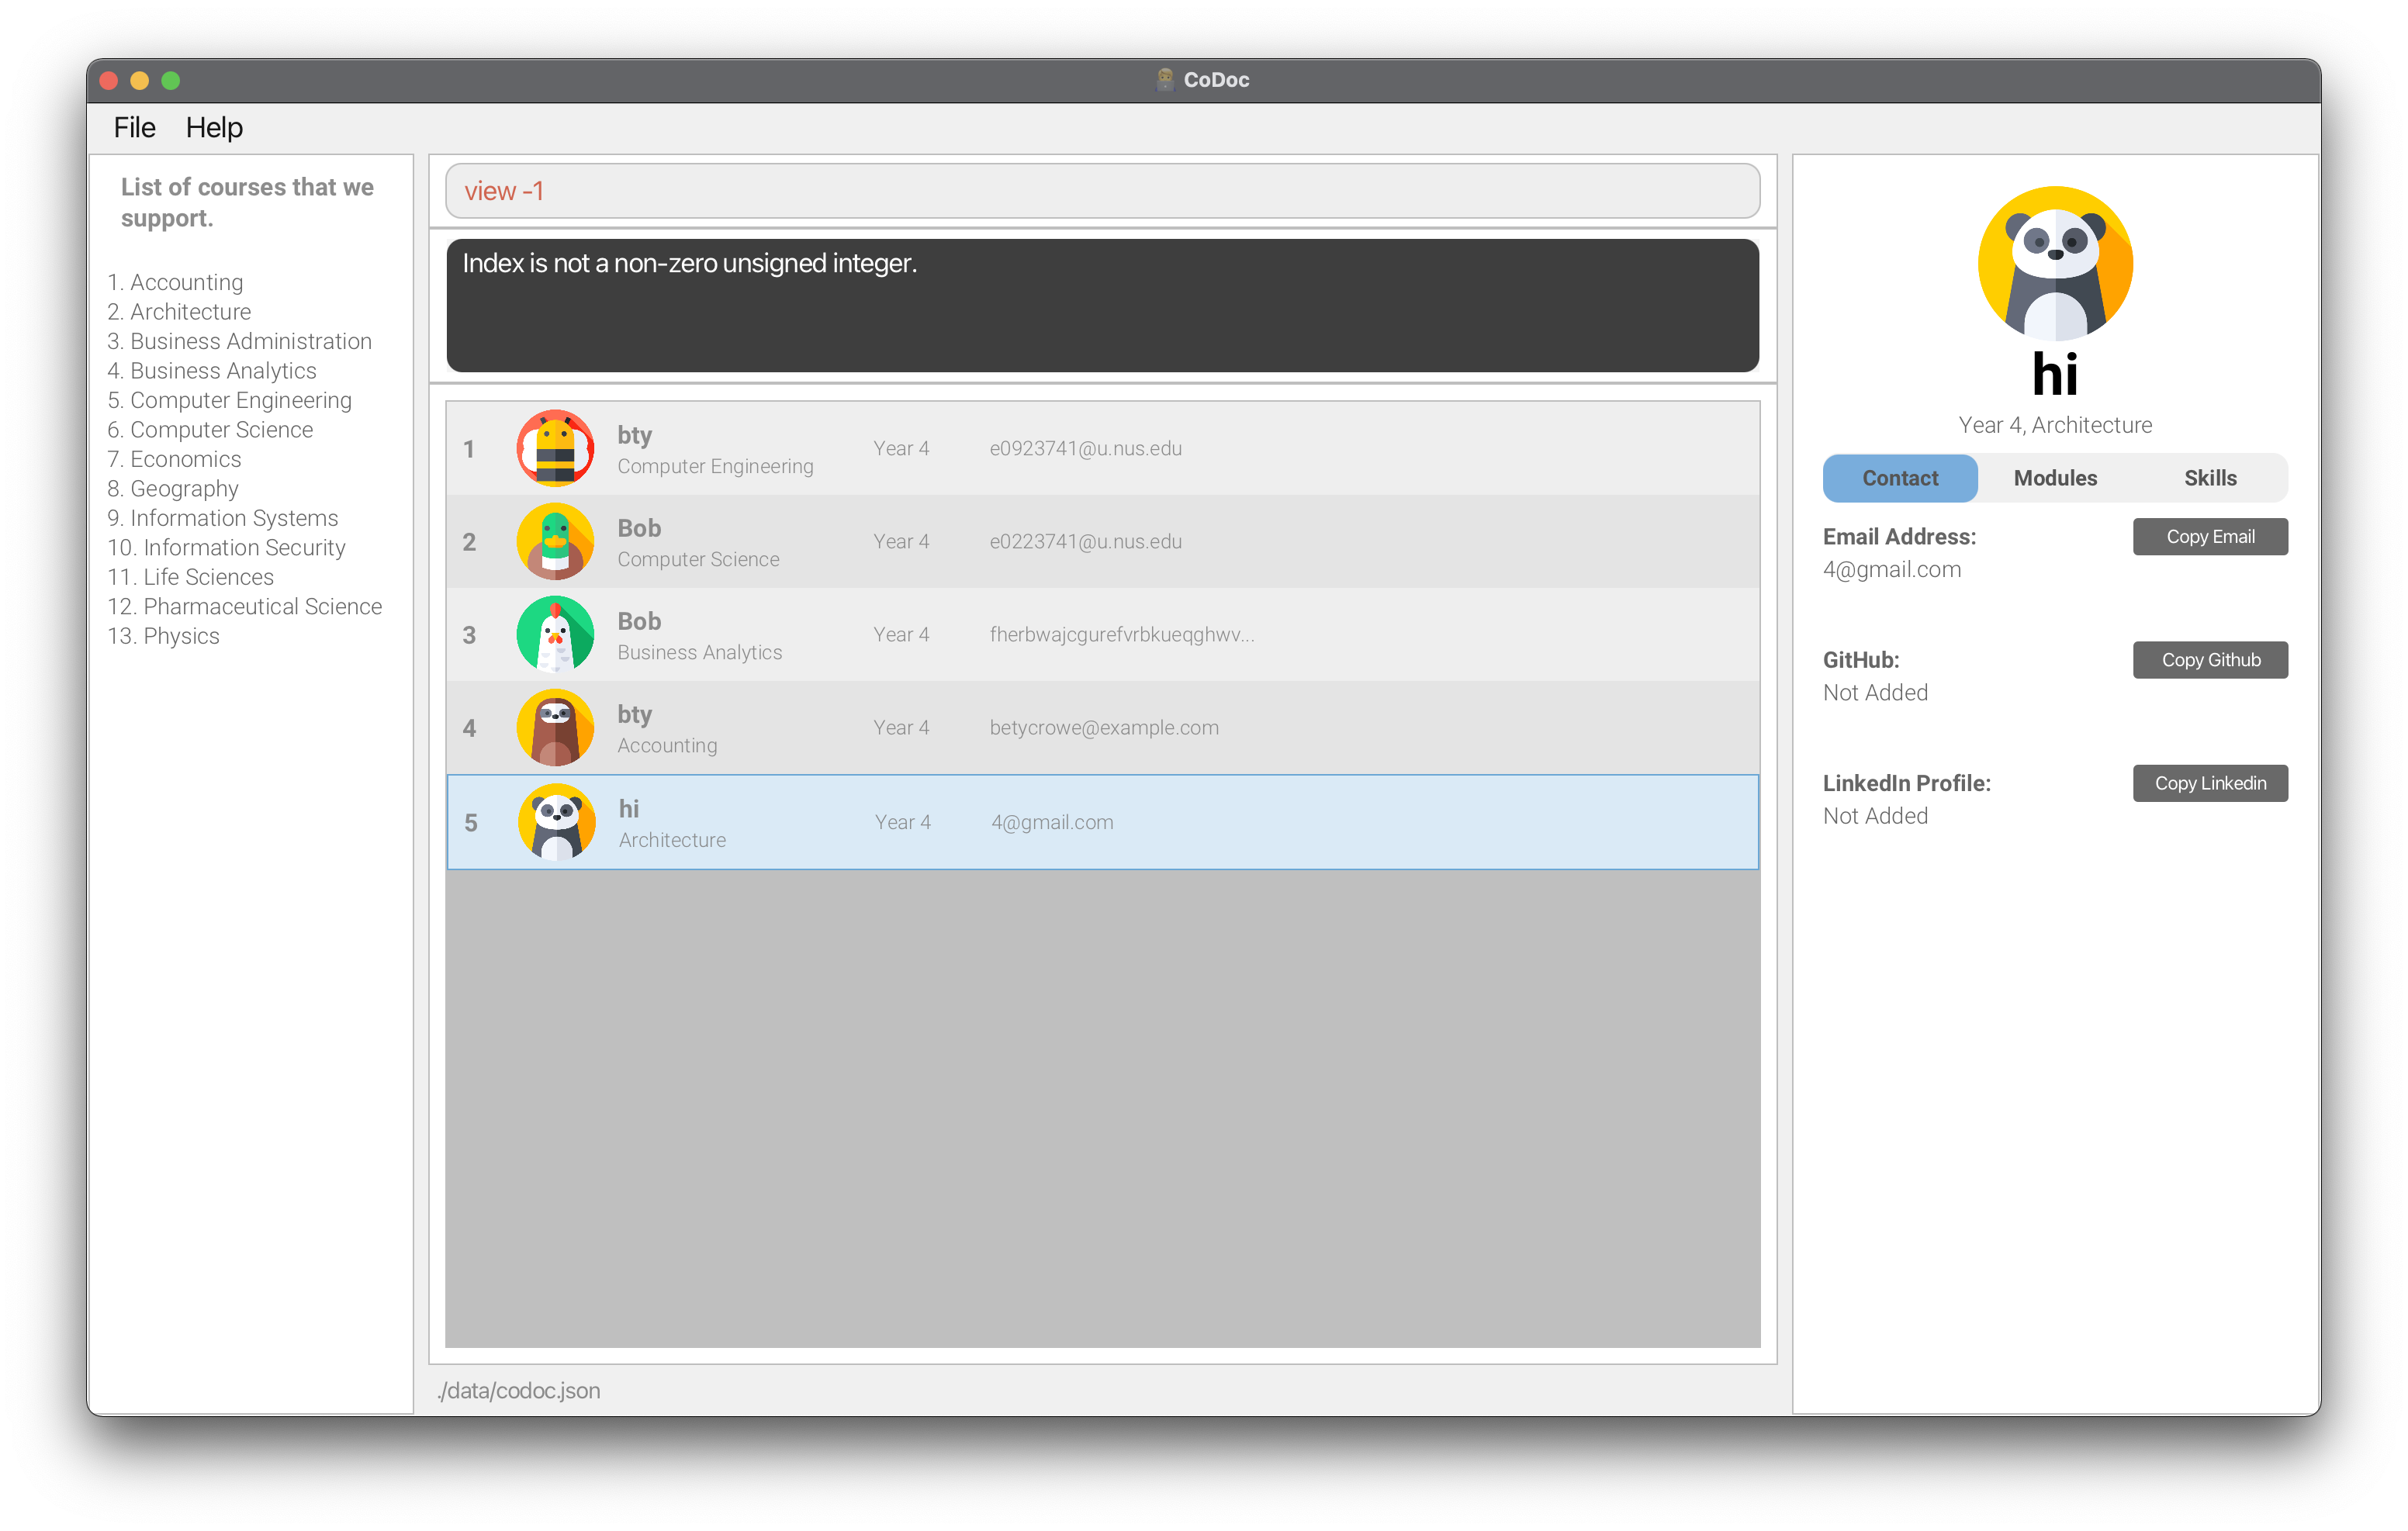 CoDoc
File Help
List of courses that we
support.
1. Accounting
2. Architecture
3. Business Administration
4. Business Analytics
5. Computer Engineering
6. Computer Science
7. Economics
8. Geography
9. Information Systems
10. Information Security
11. Life Sciences
12. Pharmaceutical Science
13. Physics
view -1
Index is not a non-zero unsigned integer.
1 bty Year 4 e0923741@u.nus.edu
Computer Engineering
2 Bob Year 4 e0223741@u.nus.edu
Computer Science
3 Bob Year 4 fherbwajcgurefvrbkueqghwv...
Business Analytics
4 bty Year 4 betycrowe@example.com
Accounting
5 hi Year 4 4@gmail.com
Architecture
./data/codoc.json
hi
Year 4, Architecture
Contact Modules Skills
Email Address: Copy Email
4@gmail.com
GitHub: Copy Github
Not Added
LinkedIn Profile: Copy Linkedin
Not Added